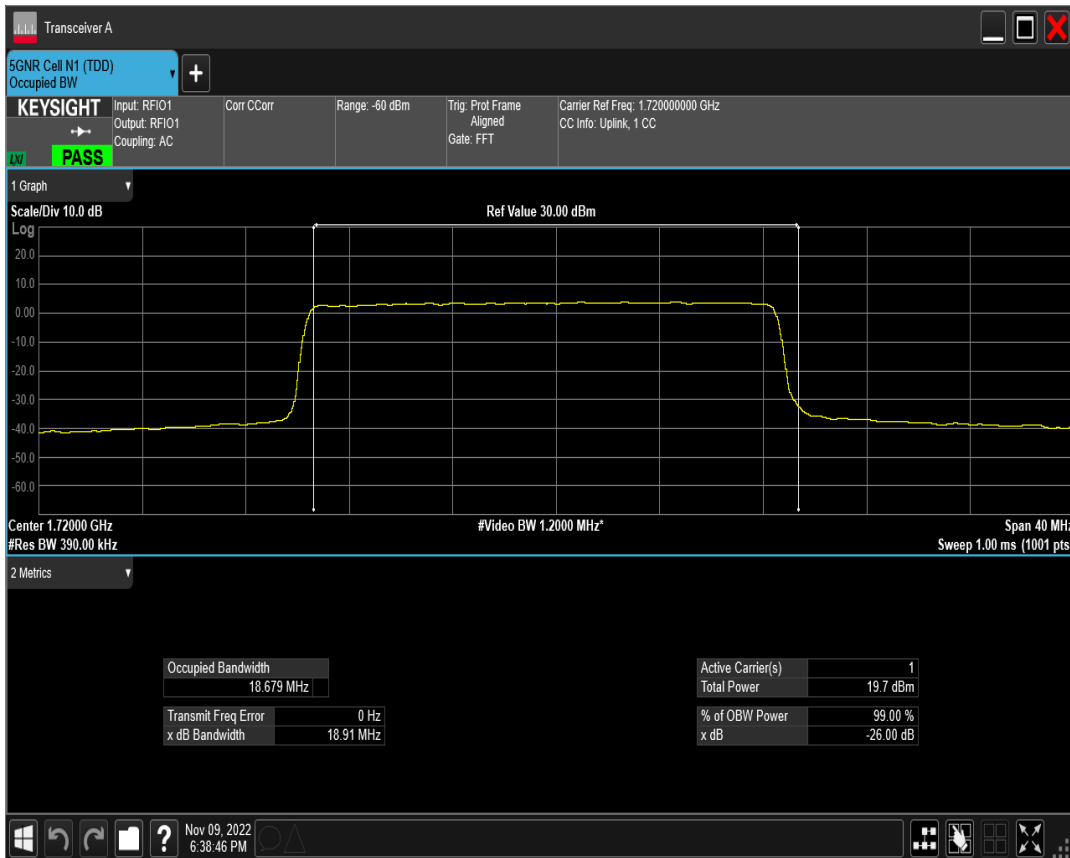 Transceiver A
5GNR Cell N1 (TDD)
Occupied BW
+
KEYSIGHT
LXI
PASS
Input: RFIO1
Output: RFIO1
Coupling: AC
Corr CCorr
Range: -60 dBm
Trig: Prot Frame
Aligned
Gate: FFT
Carrier Ref Freq: 1.720000000 GHz
CC Info: Uplink, 1 CC
1 Graph
Scale/Div 10.0 dB
Ref Value 30.00 dBm
Log
20.0
10.0
0.00
-10.0
-20.0
-30.0
-40.0
-50.0
-60.0
Center 1.72000 GHz
#Video BW 1.2000 MHz*
Span 40 MHz
#Res BW 390.00 kHz
Sweep 1.00 ms (1001 pts
2 Metrics
Occupied Bandwidth
18.679 MHz
Transmit Freq Error 0 Hz
x dB Bandwidth 18.91 MHz
Active Carrier(s) 1
Total Power 19.7 dBm
% of OBW Power 99.00 %
x dB -26.00 dB
?
Nov 09, 2022
6:38:46 PM